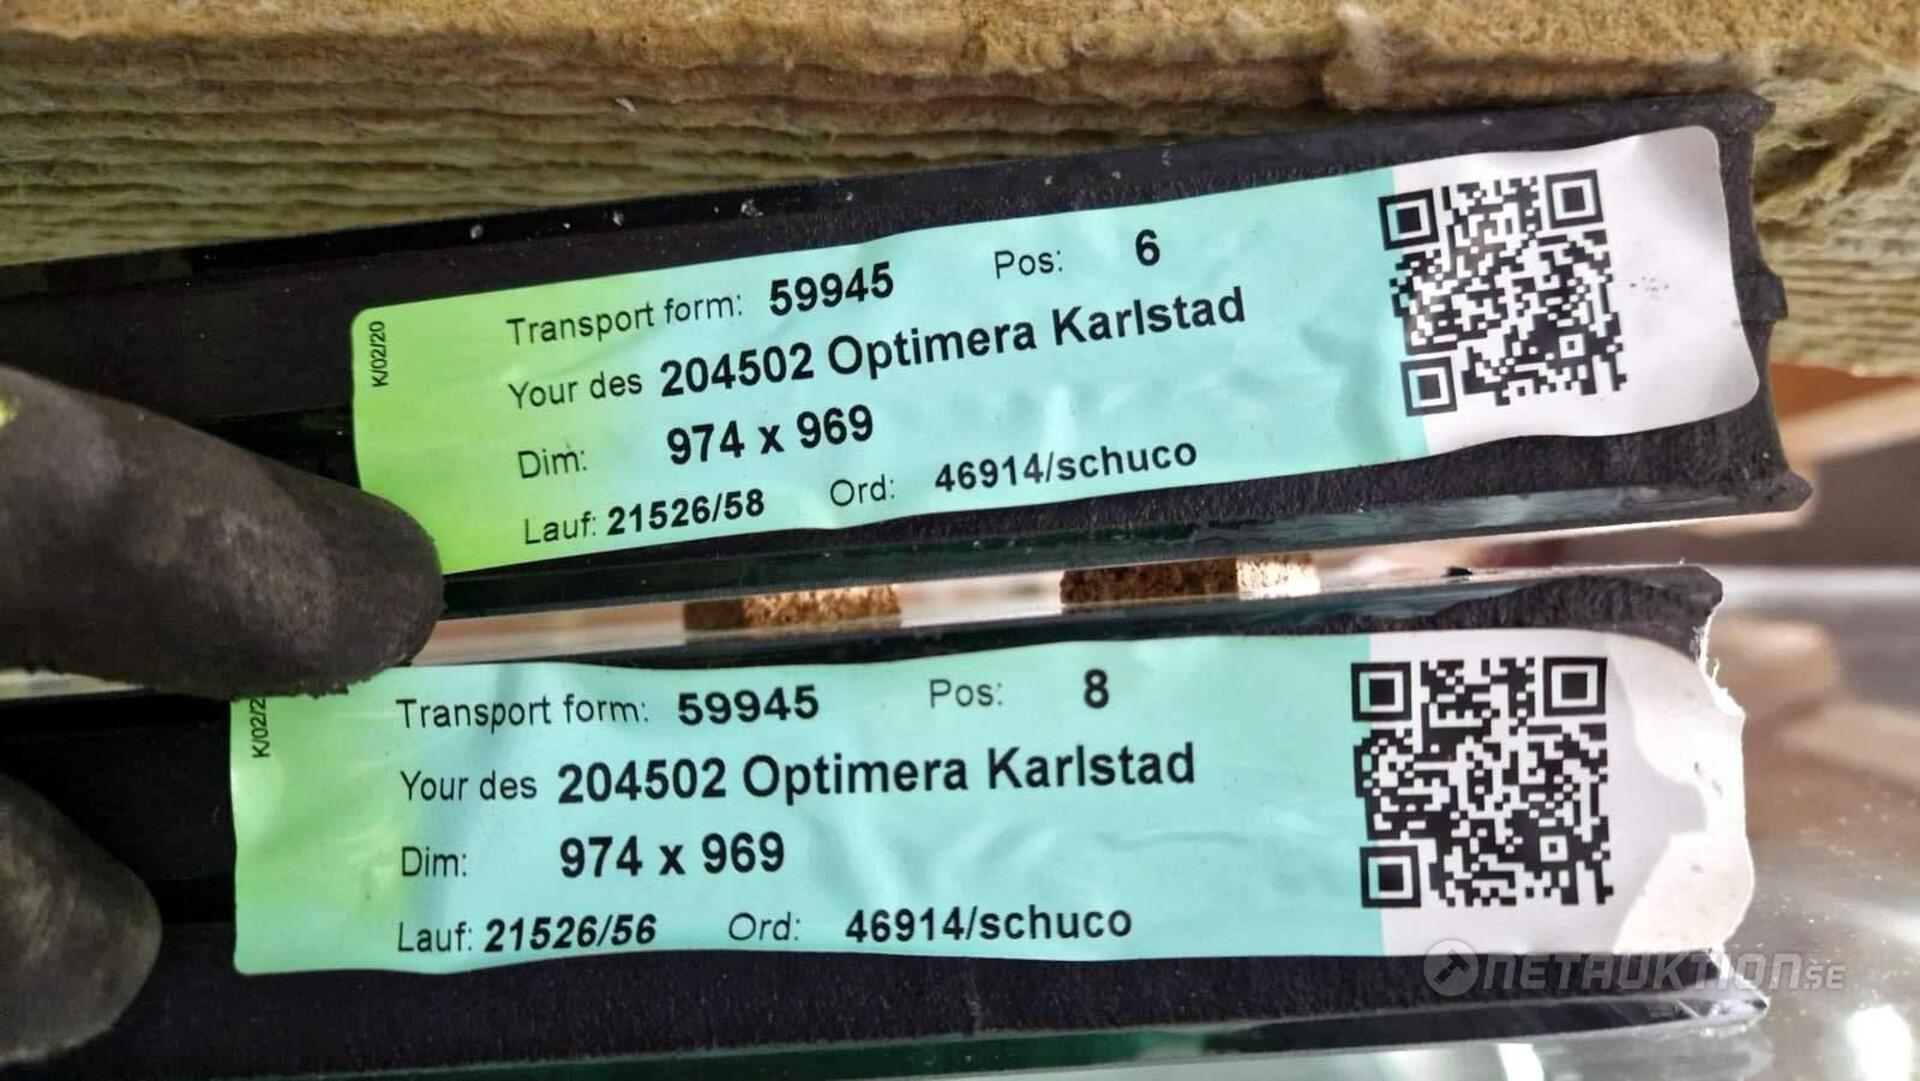 K/02/20
Transport form: 59945 Pos: 6
Your des 204502 Optimera Karlstad
Dim: 974 x 969
Lauf: 21526/58 Ord: 46914/schuco
K/02/2
Transport form: 59945 Pos: 8
Your des 204502 Optimera Karlstad
Dim: 974 x 969
Lauf: 21526/56 Ord: 46914/schuco
NETAUKTION.SE